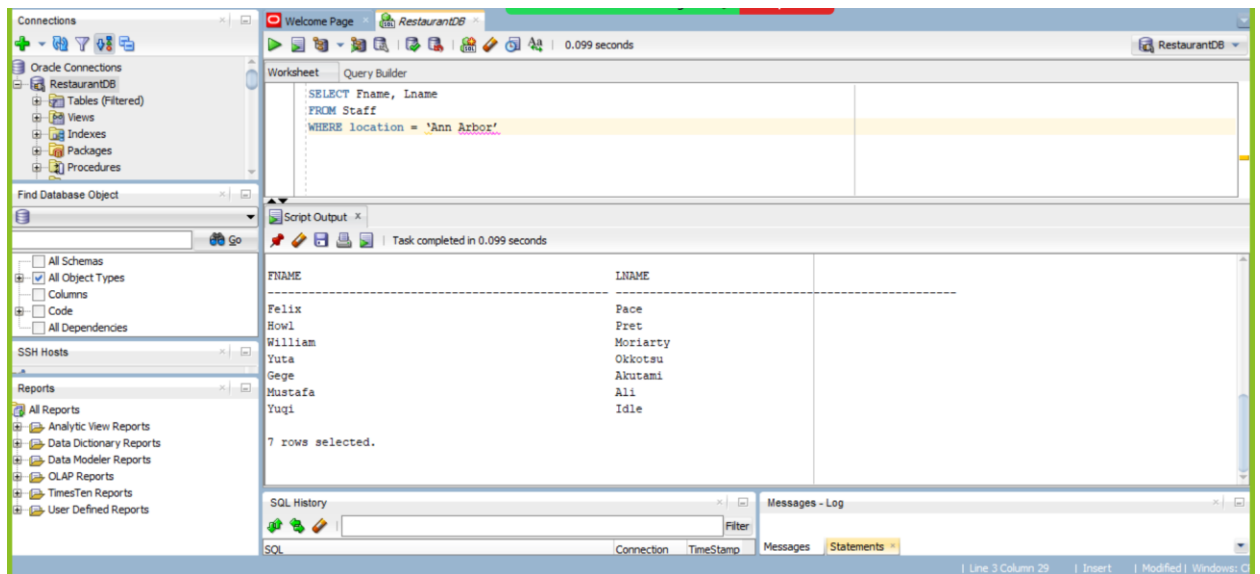 Connections
Oracle Connections
RestaurantDB
Tables (Filtered)
Views
Indexes
Packages
Procedures
Find Database Object
Go
All Schemas
All Object Types
Columns
Code
All Dependencies
SSH Hosts
Reports
All Reports
Analytic View Reports
Data Dictionary Reports
Data Modeler Reports
OLAP Reports
TimesTen Reports
User Defined Reports
Welcome Page
RestaurantDB
0.099 seconds
RestaurantDB
Worksheet Query Builder
SELECT Fname, Lname
FROM Staff
WHERE location = ‘Ann Arbor’
Script Output x
Task completed in 0.099 seconds
FNAME LNAME
Felix Pace
Howl Pret
William Moriarty
Yuta Okkotsu
Gege Akutami
Mustafa Ali
Yuqi Idle
7 rows selected.
SQL History
Filter
SQL Connection TimeStamp
Messages - Log
Messages Statements
| Line 3 Column 29 | Insert | Modified | Windows: